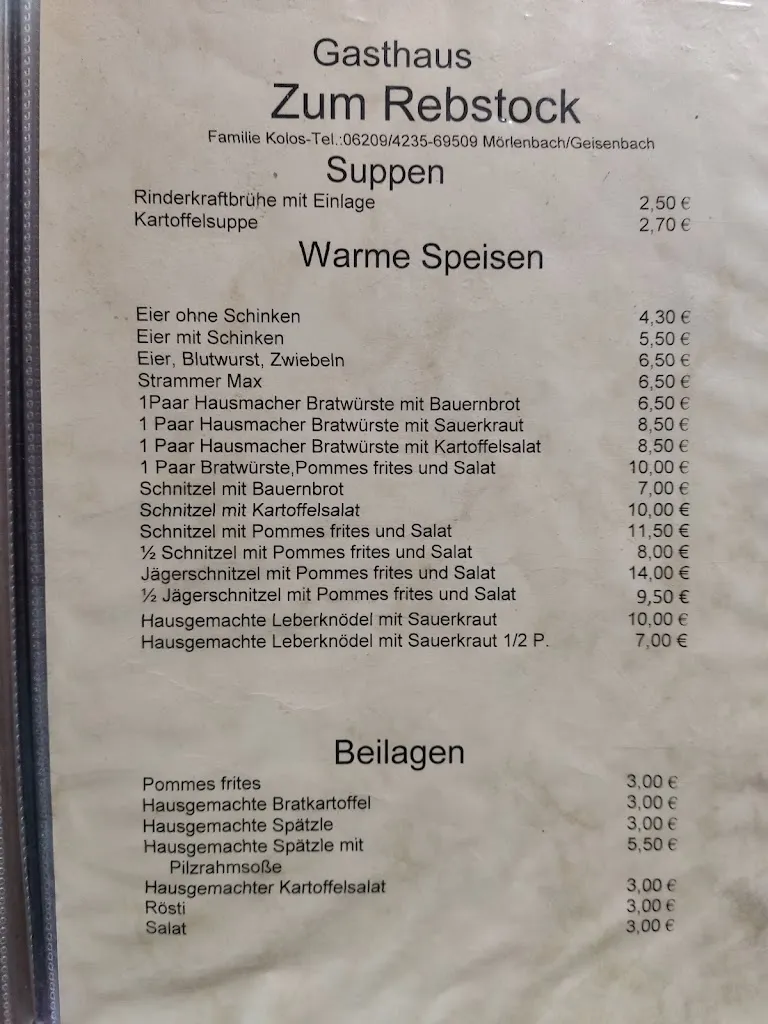 Gasthaus
Zum Rebstock
Familie Kolos-Tel.:06209/4235-69509 Mörlenbach/Geisenbach
Suppen
Rinderkraftbrühe mit Einlage 2,50 €
Kartoffelsuppe 2,70 €
Warme Speisen
Eier ohne Schinken 4,30 €
Eier mit Schinken 5,50 €
Eier, Blutwurst, Zwiebeln 6,50 €
Strammer Max 6,50 €
1Paar Hausmacher Bratwürste mit Bauernbrot 6,50 €
1 Paar Hausmacher Bratwürste mit Sauerkraut 8,50 €
1 Paar Hausmacher Bratwürste mit Kartoffelsalat 8,50 €
1 Paar Bratwürste,Pommes frites und Salat 10,00 €
Schnitzel mit Bauernbrot 7,00 €
Schnitzel mit Kartoffelsalat 10,00 €
Schnitzel mit Pommes frites und Salat 11,50 €
½ Schnitzel mit Pommes frites und Salat 8,00 €
Jägerschnitzel mit Pommes frites und Salat 14,00 €
½ Jägerschnitzel mit Pommes frites und Salat 9,50 €
Hausgemachte Leberknödel mit Sauerkraut 10,00 €
Hausgemachte Leberknödel mit Sauerkraut 1/2 P. 7,00 €
Beilagen
Pommes frites 3,00 €
Hausgemachte Bratkartoffel 3,00 €
Hausgemachte Spätzle 3,00 €
Hausgemachte Spätzle mit 5,50 €
Pilzrahmsoße
Hausgemachter Kartoffelsalat 3,00 €
Rösti 3,00 €
Salat 3,00 €